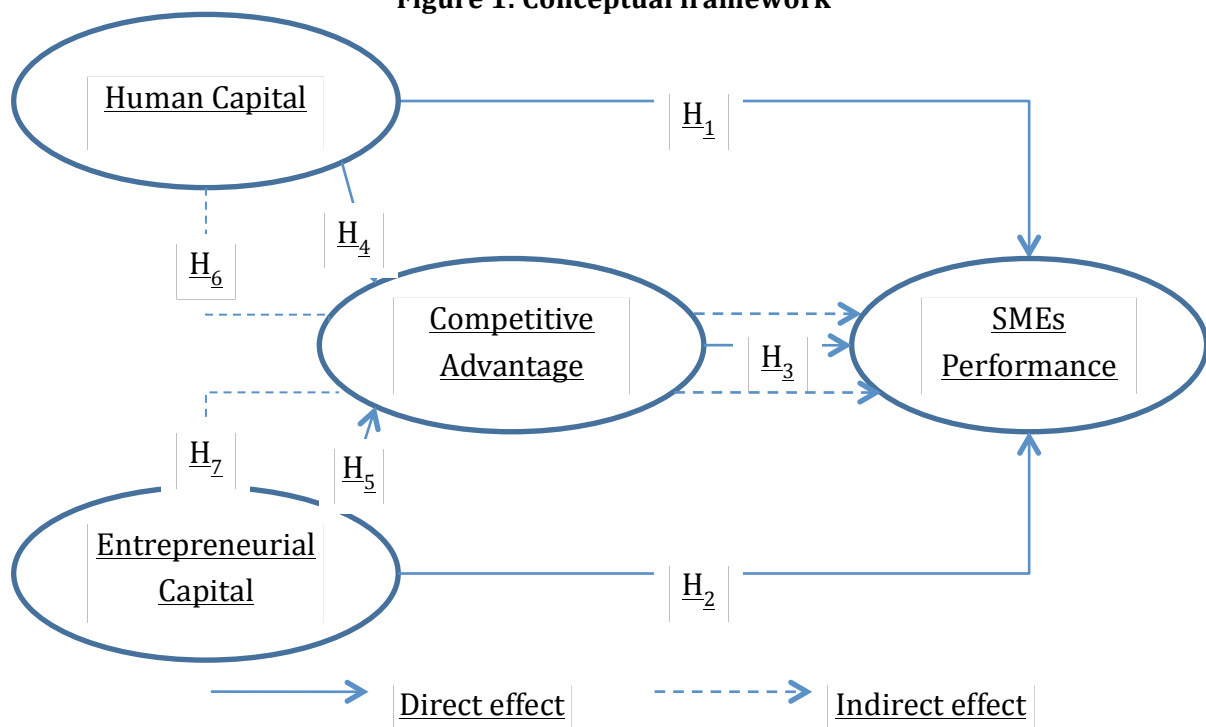 Figure 1: Conceptual framework
Human Capital
H1
H4
H6
Competitive
Advantage
SMEs
Performance
H3
H7
H5
Entrepreneurial
Capital
H2
Direct effect
Indirect effect